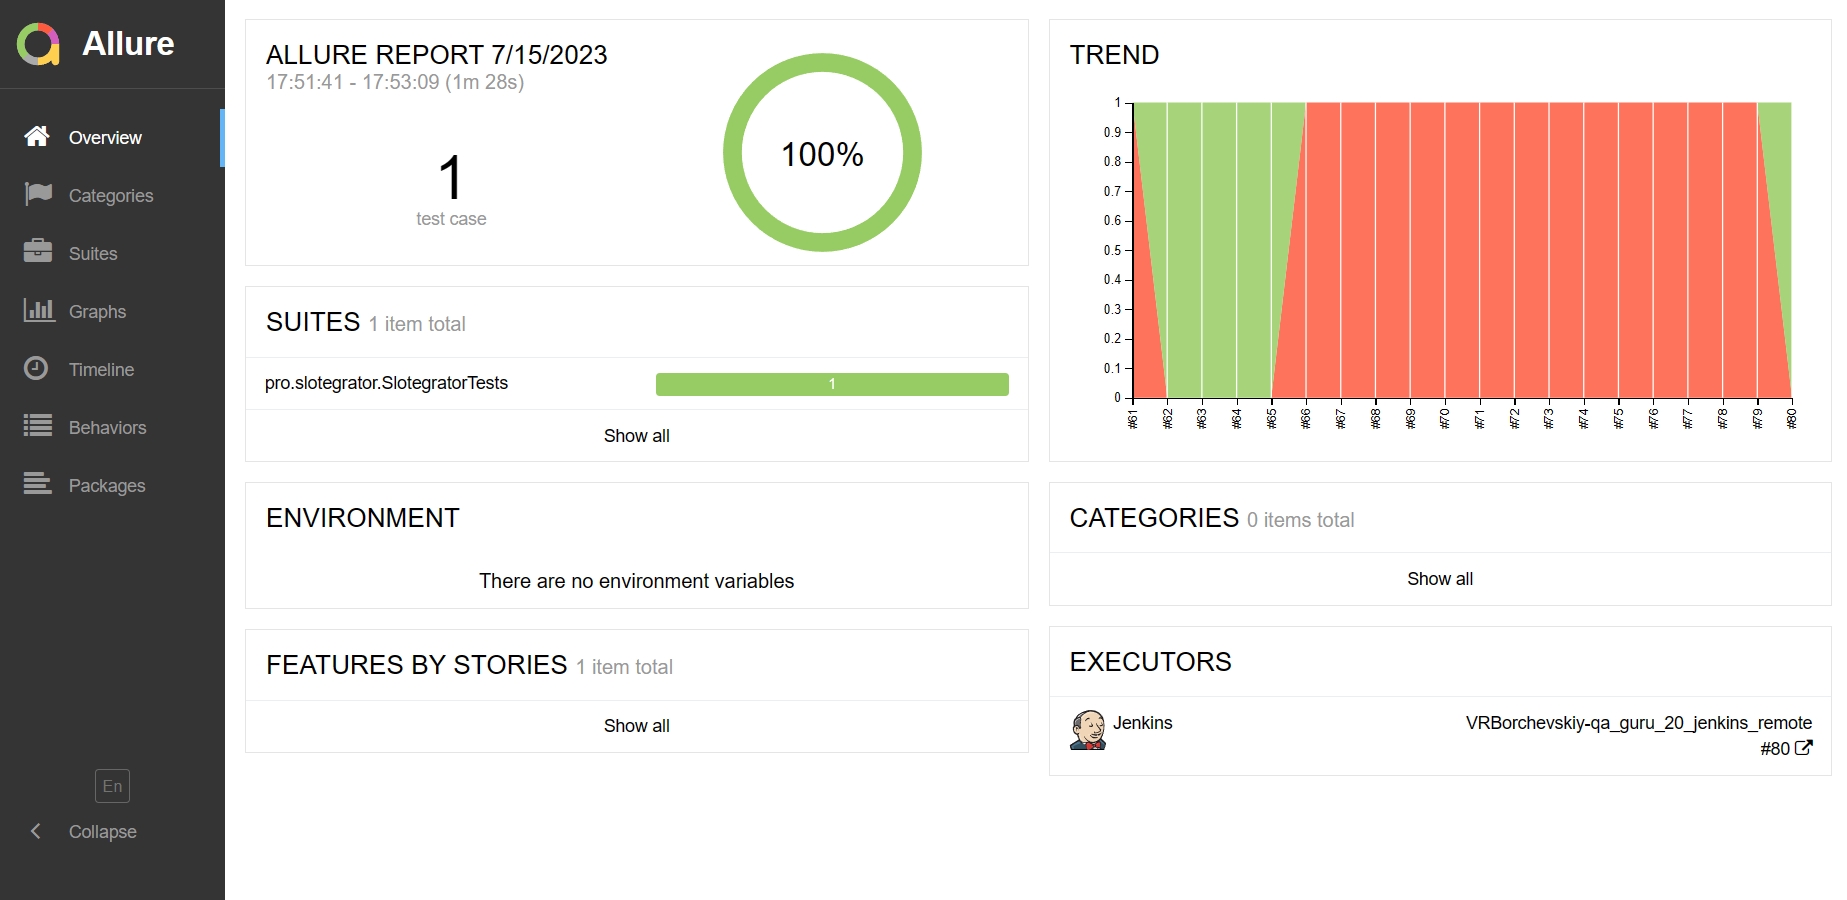 Allure
Overview
Categories
Suites
Graphs
Timeline
Behaviors
Packages
En
Collapse
ALLURE REPORT 7/15/2023
17:51:41 - 17:53:09 (1m 28s)
1
test case
100%
SUITES 1 item total
pro.slotegrator.SlotegratorTests 1
Show all
ENVIRONMENT
There are no environment variables
FEATURES BY STORIES 1 item total
Show all
TREND
1
0.9
0.8
0.7
0.6
0.5
0.4
0.3
0.2
0.1
0
#61 #62 #63 #64 #65 #66 #67 #68 #69 #70 #71 #72 #73 #74 #75 #76 #77 #78 #79 #80
CATEGORIES 0 items total
Show all
EXECUTORS
Jenkins VRBorchevskiy-qa_guru_20_jenkins_remote
#80